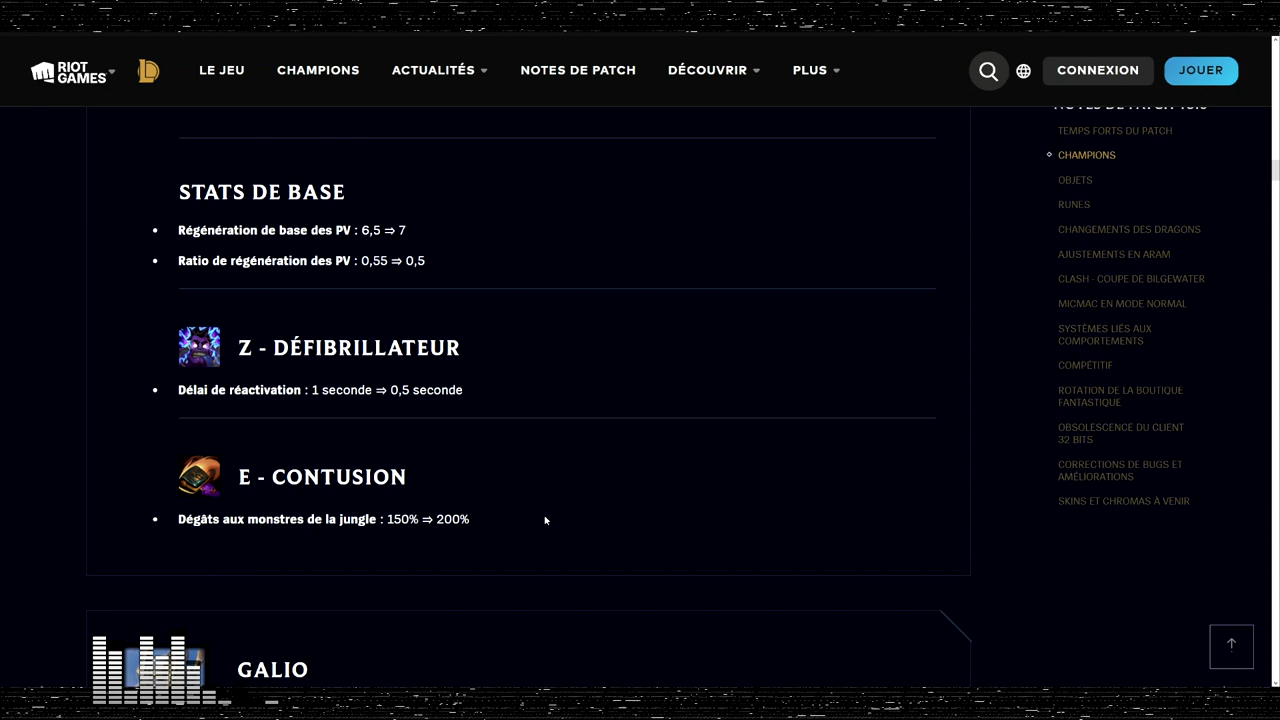 RIOT GAMES
LE JEU
CHAMPIONS
ACTUALITÉS
NOTES DE PATCH
DÉCOUVRIR
PLUS
CONNEXION
JOUER
STATS DE BASE
Régénération de base des PV : 6,5 ⇒ 7
Ratio de régénération des PV : 0,55 ⇒ 0,5
Z - DÉFIBRILLATEUR
Délai de réactivation : 1 seconde ⇒ 0,5 seconde
E - CONTUSION
Dégâts aux monstres de la jungle : 150% ⇒ 200%
GALIO
TEMPS FORTS DU PATCH
CHAMPIONS
OBJETS
RUNES
CHANGEMENTS DES DRAGONS
AJUSTEMENTS EN ARAM
CLASH - COUPE DE BILGEWATER
MICMAC EN MODE NORMAL
SYSTÈMES LIÉS AUX
COMPORTEMENTS
COMPÉTITIF
ROTATION DE LA BOUTIQUE
FANTASTIQUE
OBSOLESCENCE DU CLIENT
32 BITS
CORRECTIONS DE BUGS ET
AMÉLIORATIONS
SKINS ET CHROMAS À VENIR